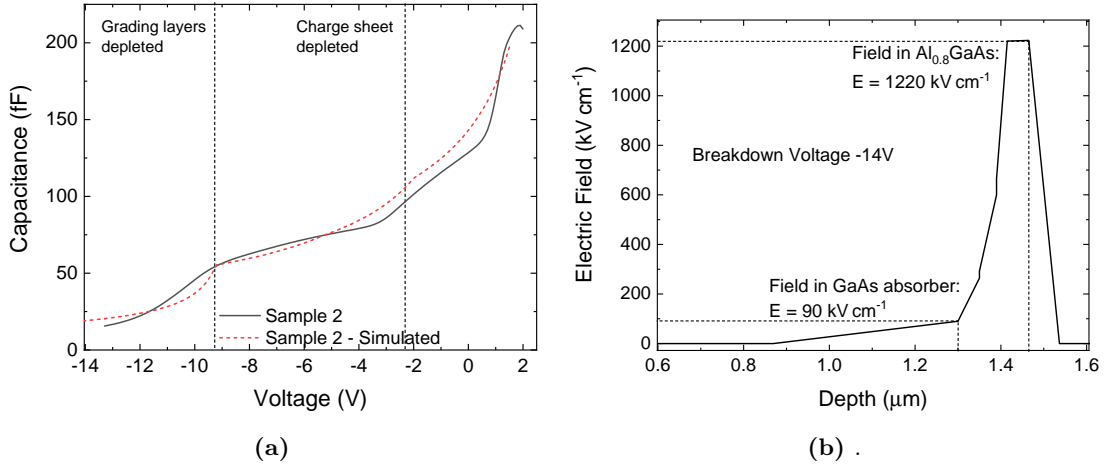 Grading layers
depleted
Charge sheet
depleted
200
150
100
50
0
Capacitance (fF)
Sample 2
Sample 2 - Simulated
-14 -12 -10 -8 -6 -4 -2 0 2
Voltage (V)
(a)
1200
1000
800
600
400
200
0
Electric Field (kV cm⁻¹)
Field in Al₀.₈GaAs:
E = 1220 kV cm⁻¹
Breakdown Voltage -14V
Field in GaAs absorber:
E = 90 kV cm⁻¹
0.6 0.8 1.0 1.2 1.4 1.6
Depth (μm)
(b) .